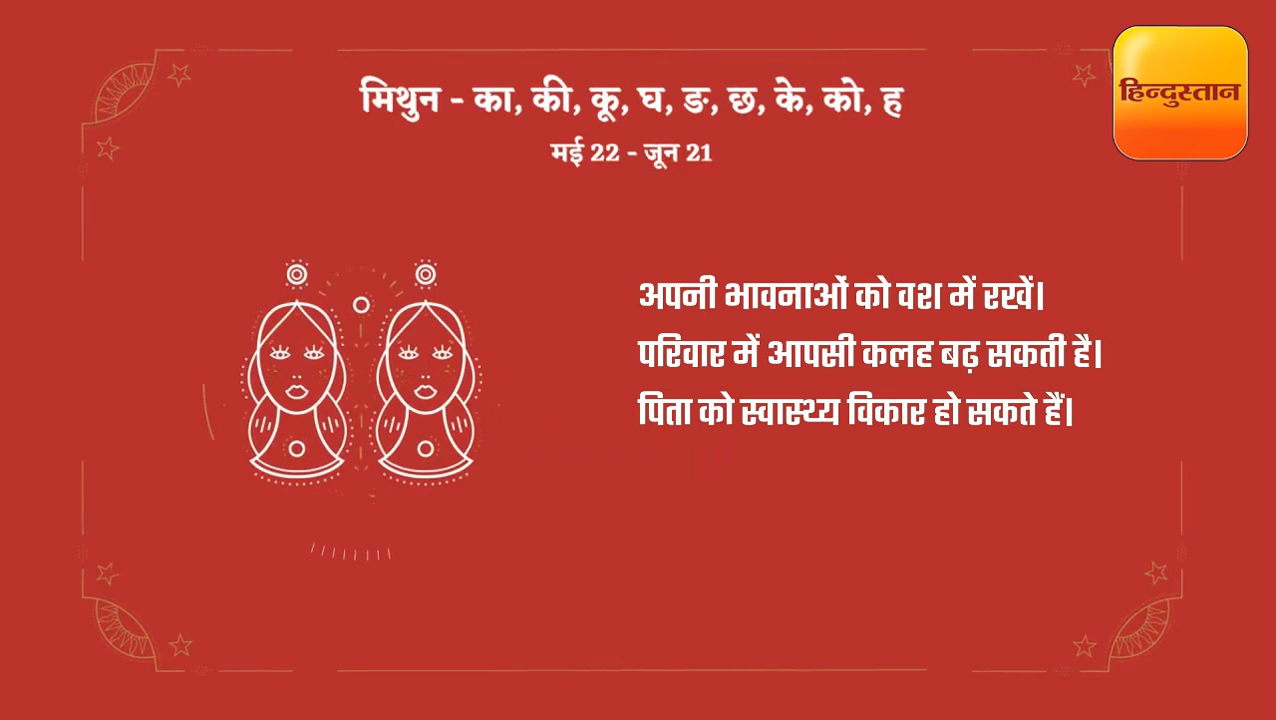 मिथुन - का, की, कू, घ, ङ, छ, के, को, ह
मई 22 - जून 21
हिन्दुस्तान
अपनी भावनाओं को वश में रखें।
परिवार में आपसी कलह बढ़ सकती है।
पिता को स्वास्थ्य विकार हो सकते हैं।